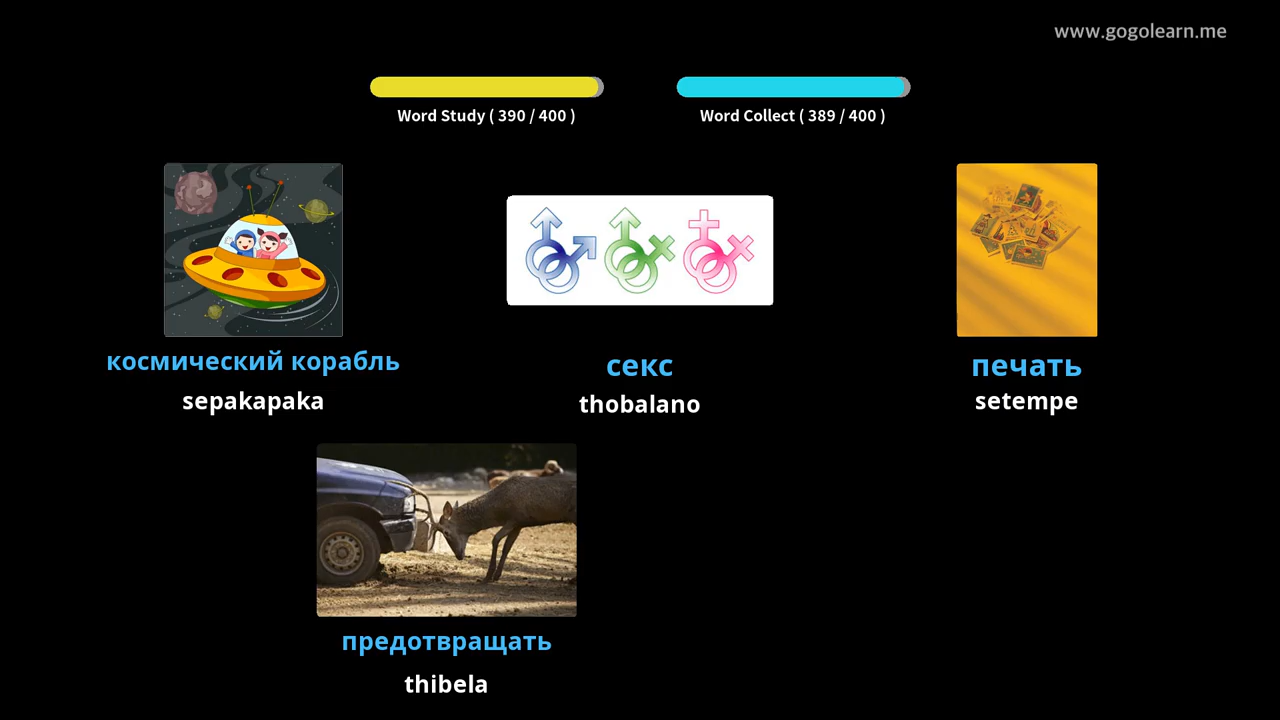 www.gogolearn.me
Word Study ( 390 / 400 )
Word Collect ( 389 / 400 )
космический корабль
sepakapaka
секс
thobalano
печать
setempe
предотвращать
thibela